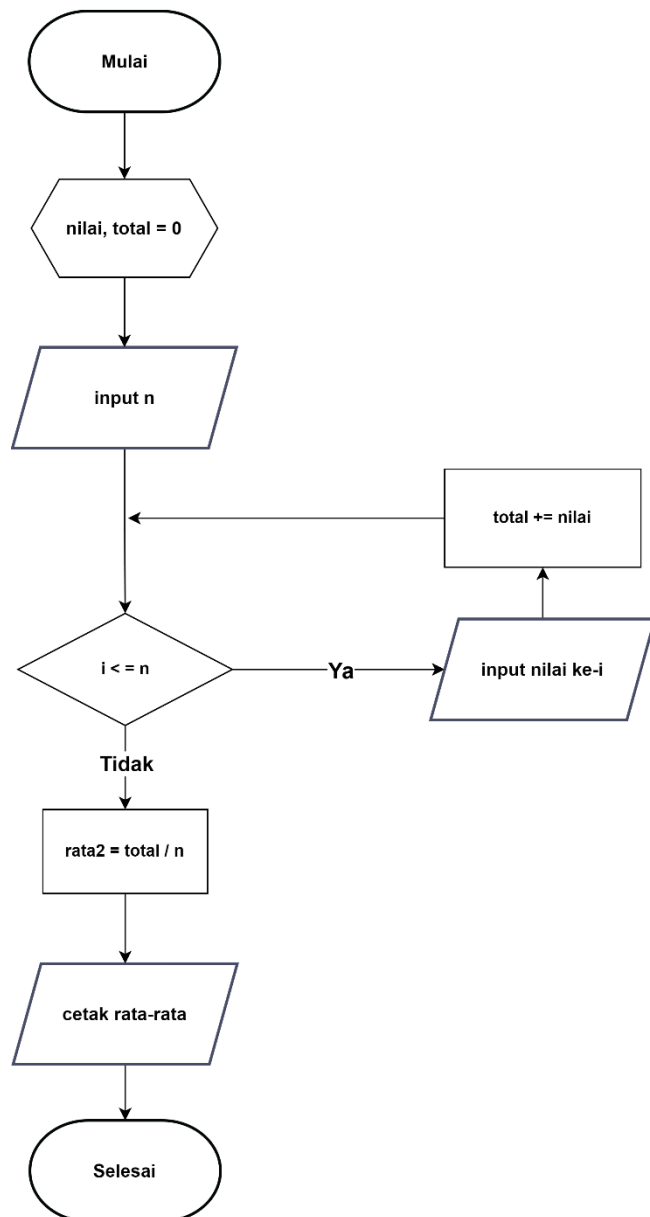 Mulai
nilai, total = 0
input n
total += nilai
i < = n
Ya
input nilai ke-i
Tidak
rata2 = total / n
cetak rata-rata
Selesai